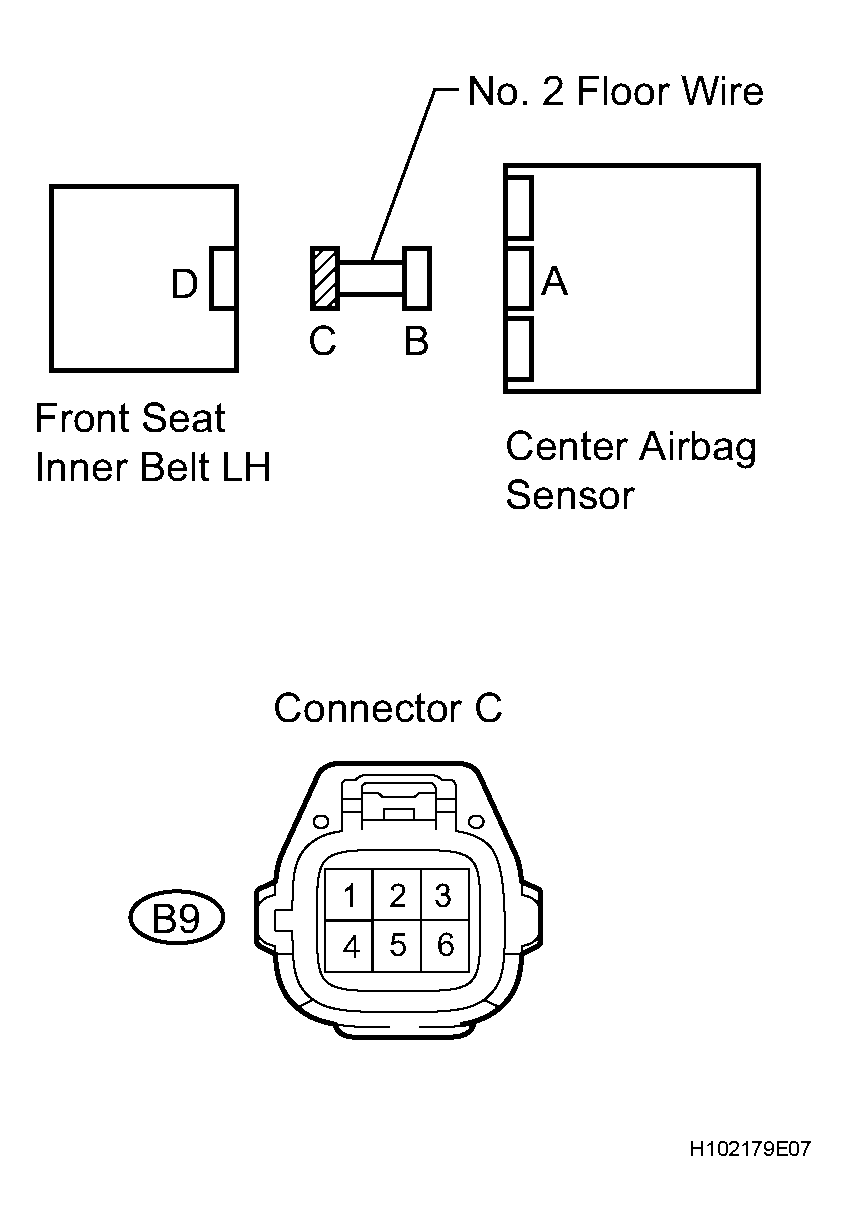 No. 2 Floor Wire
D
A
C
B
Front Seat
Inner Belt LH
Center Airbag
Sensor
Connector C
1 2 3
B9
4 5 6
H102179E07